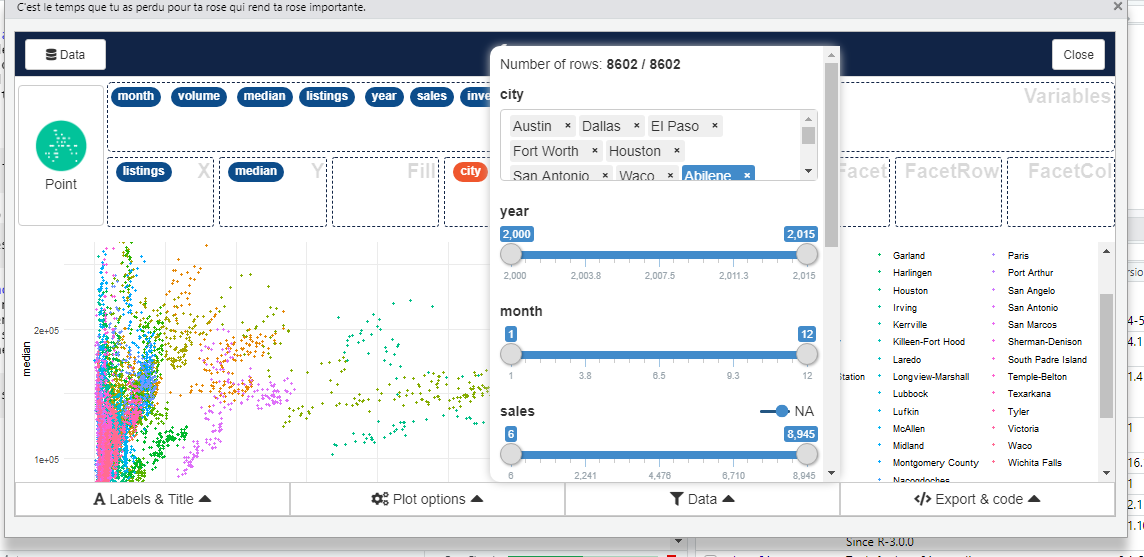 C'est le temps que tu as perdu pour ta rose qui rend ta rose importante.
Data
Close
Number of rows: 8602 / 8602
month volume median listings year sales
Variables
Point
listings X median Y Fill city
Facet FacetRow FacetCol
city
Austin × Dallas × El Paso ×
Fort Worth × Houston ×
San Antonio × Waco × Abilene ×
year
2,000 2,015
2,000 2,003.8 2,007.5 2,011.3 2,015
month
1 12
1 3.8 6.5 9.3 12
sales NA
6 8,945
6 2,241 4,476 6,710 8,945
median
2e+05
1e+05
Garland Paris
Harlingen Port Arthur
Houston San Angelo
Irving San Antonio
Kerrville San Marcos
Killeen-Fort Hood Sherman-Denison
Laredo South Padre Island
Station Longview-Marshall Temple-Belton
Lubbock Texarkana
Lufkin Tyler
McAllen Victoria
Midland Waco
Montgomery County Wichita Falls
Nacogdoches
Labels & Title
Plot options
Data
Export & code
Since R-3.0.0